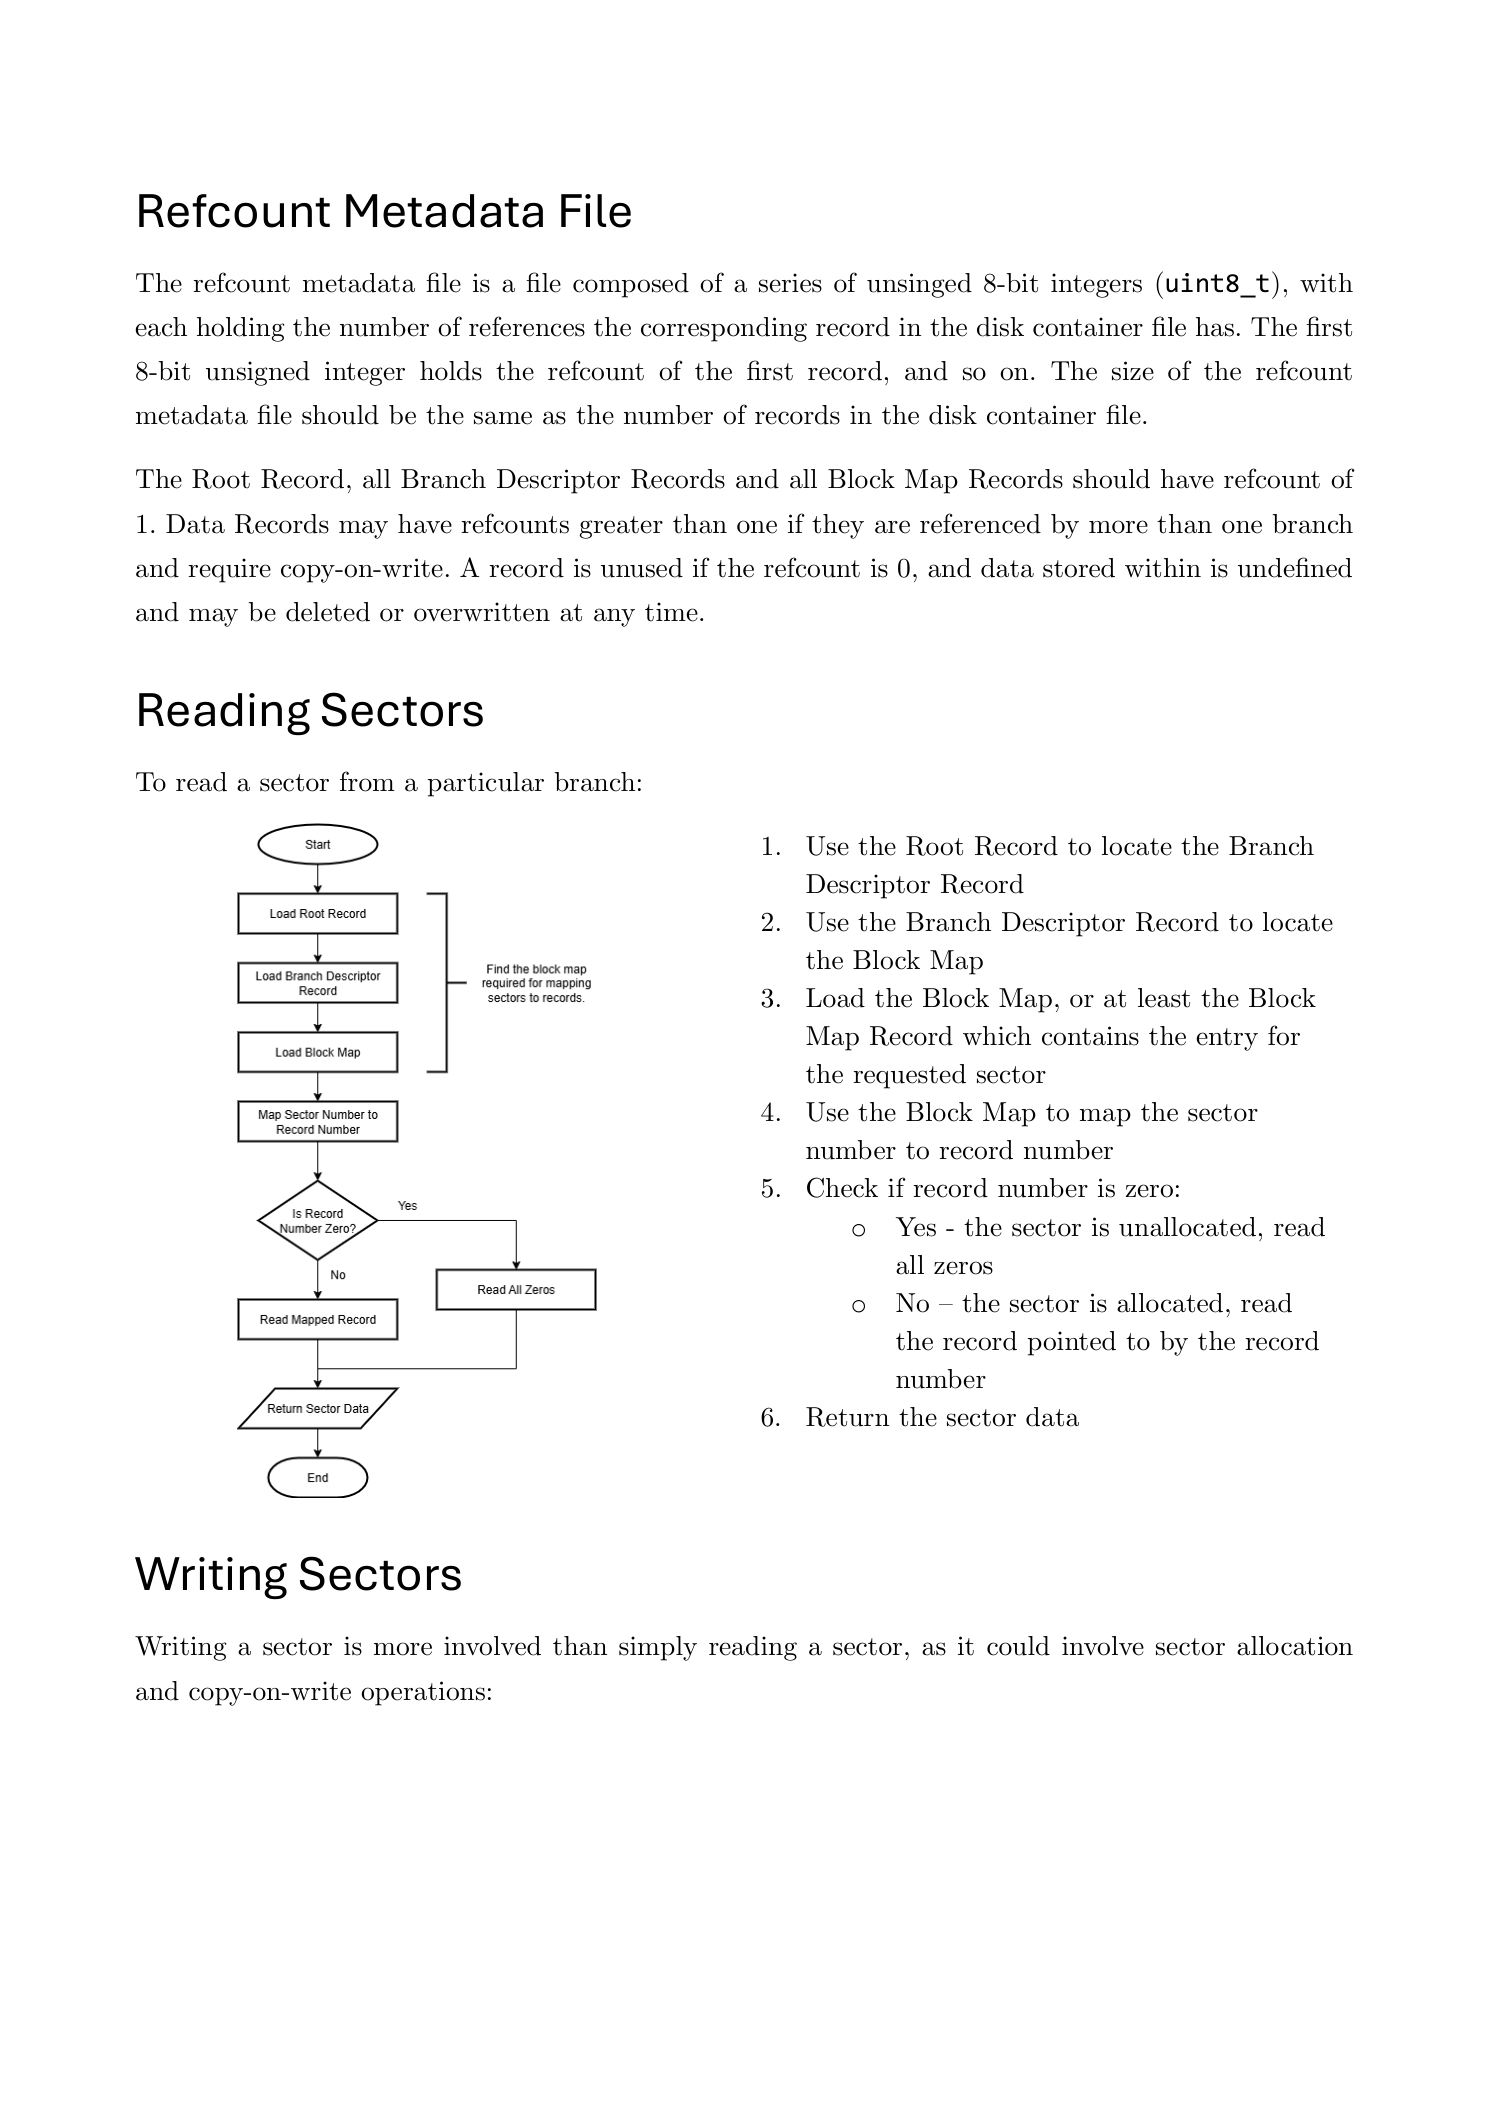 Refcount Metadata File
The refcount metadata file is a file composed of a series of unsinged 8-bit integers (uint8_t), with
each holding the number of references the corresponding record in the disk container file has. The first
8-bit unsigned integer holds the refcount of the first record, and so on. The size of the refcount
metadata file should be the same as the number of records in the disk container file.
The Root Record, all Branch Descriptor Records and all Block Map Records should have refcount of
1. Data Records may have refcounts greater than one if they are referenced by more than one branch
and require copy-on-write. A record is unused if the refcount is 0, and data stored within is undefined
and may be deleted or overwritten at any time.
Reading Sectors
To read a sector from a particular branch:
Start
Load Root Record
Load Branch Descriptor
Record
Load Block Map
Find the block map
required for mapping
sectors to records.
Map Sector Number to
Record Number
Is Record
Number Zero?
Yes
No
Read All Zeros
Read Mapped Record
Return Sector Data
End
1. Use the Root Record to locate the Branch
Descriptor Record
2. Use the Branch Descriptor Record to locate
the Block Map
3. Load the Block Map, or at least the Block
Map Record which contains the entry for
the requested sector
4. Use the Block Map to map the sector
number to record number
5. Check if record number is zero:
○ Yes - the sector is unallocated, read
all zeros
○ No – the sector is allocated, read
the record pointed to by the record
number
6. Return the sector data
Writing Sectors
Writing a sector is more involved than simply reading a sector, as it could involve sector allocation
and copy-on-write operations: